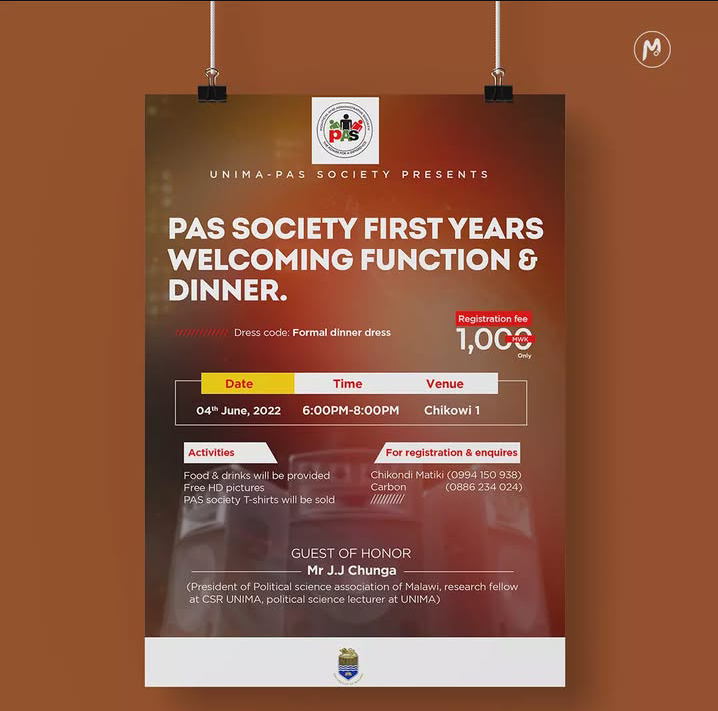 PAS
UNIMA-PAS SOCIETY PRESENTS
PAS SOCIETY FIRST YEARS
WELCOMING FUNCTION &
DINNER.
Dress code: Formal dinner dress
Registration fee
1,000
MWK
Only
Date Time Venue
04th June, 2022 6:00PM-8:00PM Chikowi 1
Activities
Food & drinks will be provided
Free HD pictures
PAS society T-shirts will be sold
For registration & enquires
Chikondi Matiki (0994 150 938)
Carbon (0886 234 024)
GUEST OF HONOR
Mr J.J Chunga
(President of Political science association of Malawi, research fellow
at CSR UNIMA, political science lecturer at UNIMA)